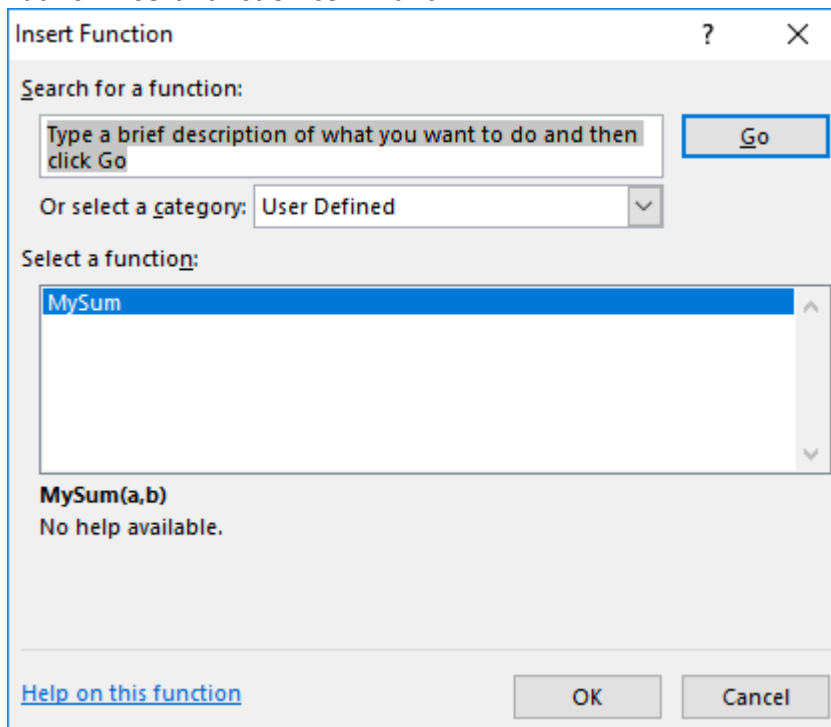 Insert Function
?
Search for a function:
Type a brief description of what you want to do and then
click Go
Go
Or select a category: User Defined
Select a function:
MySum
MySum(a,b)
No help available.
Help on this function
OK
Cancel